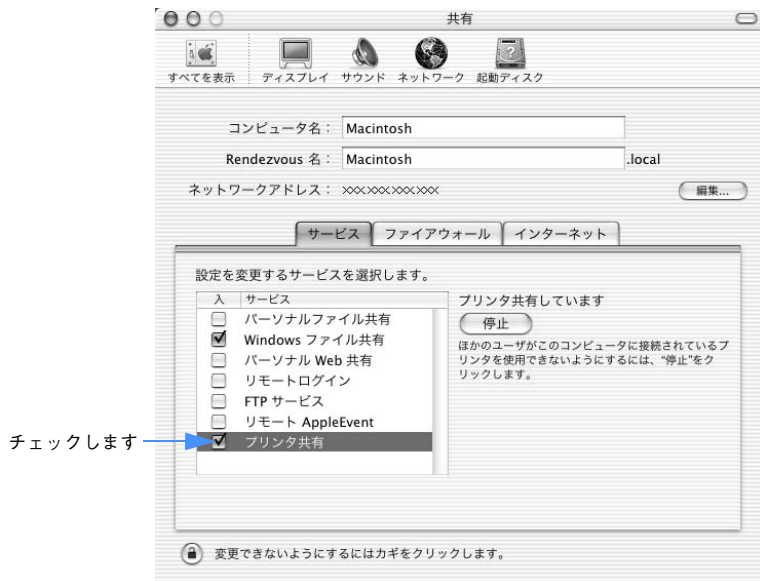 共有
すべてを表示 ディスプレイ サウンド ネットワーク 起動ディスク
コンピュータ名： Macintosh
Rendezvous 名： Macintosh .local
ネットワークアドレス： xxx.xxx.xxx.xxx
編集...
サービス ファイアウォール インターネット
設定を変更するサービスを選択します。
入 サービス
パーソナルファイル共有
Windows ファイル共有
パーソナル Web 共有
リモートログイン
FTP サービス
リモート AppleEvent
プリンタ共有
プリンタ共有しています
停止
ほかのユーザがこのコンピュータに接続されているプ
リンタを使用できないようにするには、“停止”をク
リックします。
チェックします
変更できないようにするにはカギをクリックします。